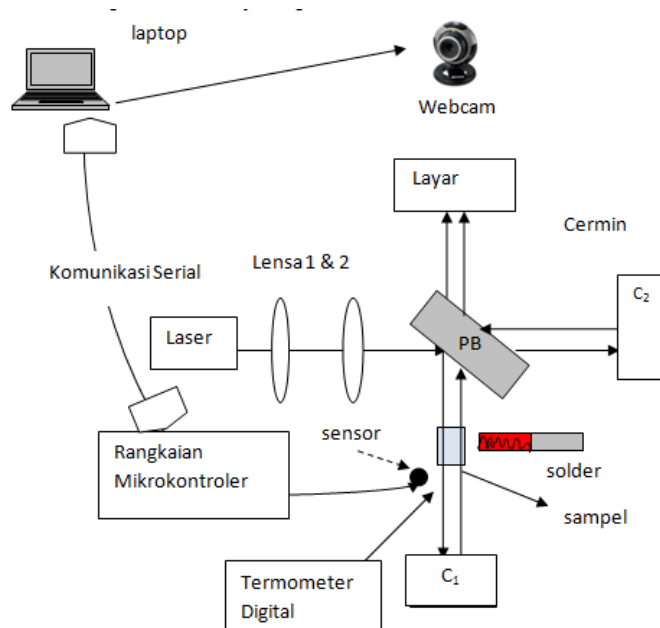 laptop
Webcam
Layar
Cermin
Komunikasi Serial
Lensa 1 & 2
C2
Laser
PB
sensor
Rangkaian
Mikrokontroler
solder
sampel
Termometer
Digital
C1